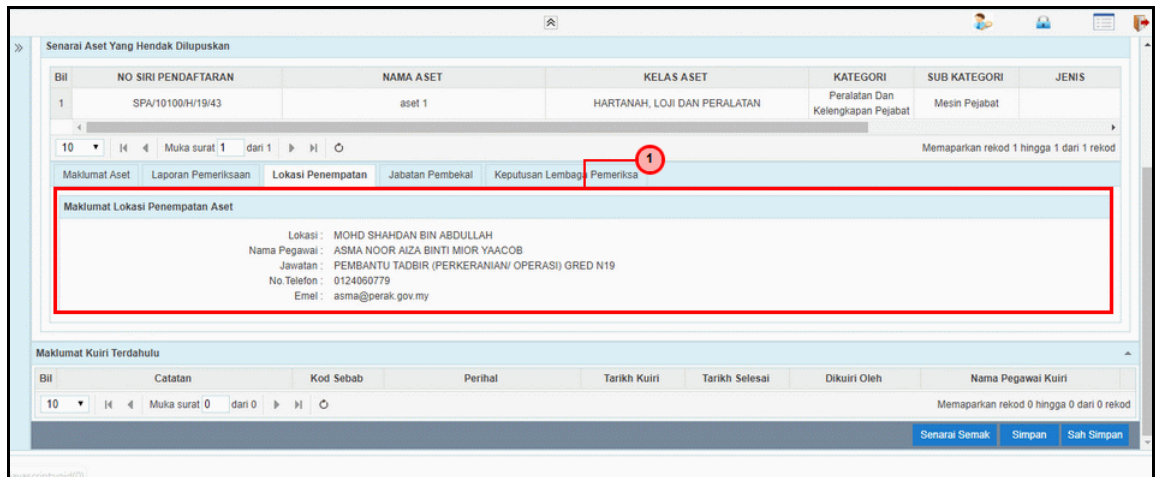 Senarai Aset Yang Hendak Dilupuskan
Bil NO SIRI PENDAFTARAN NAMA ASET KELAS ASET KATEGORI SUB KATEGORI JENIS
1 SPA/10100/H/19/43 aset 1 HARTANAH, LOJI DAN PERALATAN Peralatan Dan Kelengkapan Pejabat Mesin Pejabat
10 Muka surat 1 dari 1 Memaparkan rekod 1 hingga 1 dari 1 rekod
1
Maklumat Aset Laporan Pemeriksaan Lokasi Penempatan Jabatan Pembekal Keputusan Lembaga Pemeriksa
Maklumat Lokasi Penempatan Aset
Lokasi : MOHD SHAHDAN BIN ABDULLAH
Nama Pegawai : ASMA NOOR AIZA BINTI MIOR YAACOB
Jawatan : PEMBANTU TADBIR (PERKERANIAN/ OPERASI) GRED N19
No.Telefon : 0124060779
Emel : asma@perak.gov.my
Maklumat Kuiri Terdahulu
Bil Catatan Kod Sebab Perihal Tarikh Kuiri Tarikh Selesai Dikuiri Oleh Nama Pegawai Kuiri
10 Muka surat 0 dari 0 Memaparkan rekod 0 hingga 0 dari 0 rekod
Senarai Semak Simpan Sah Simpan